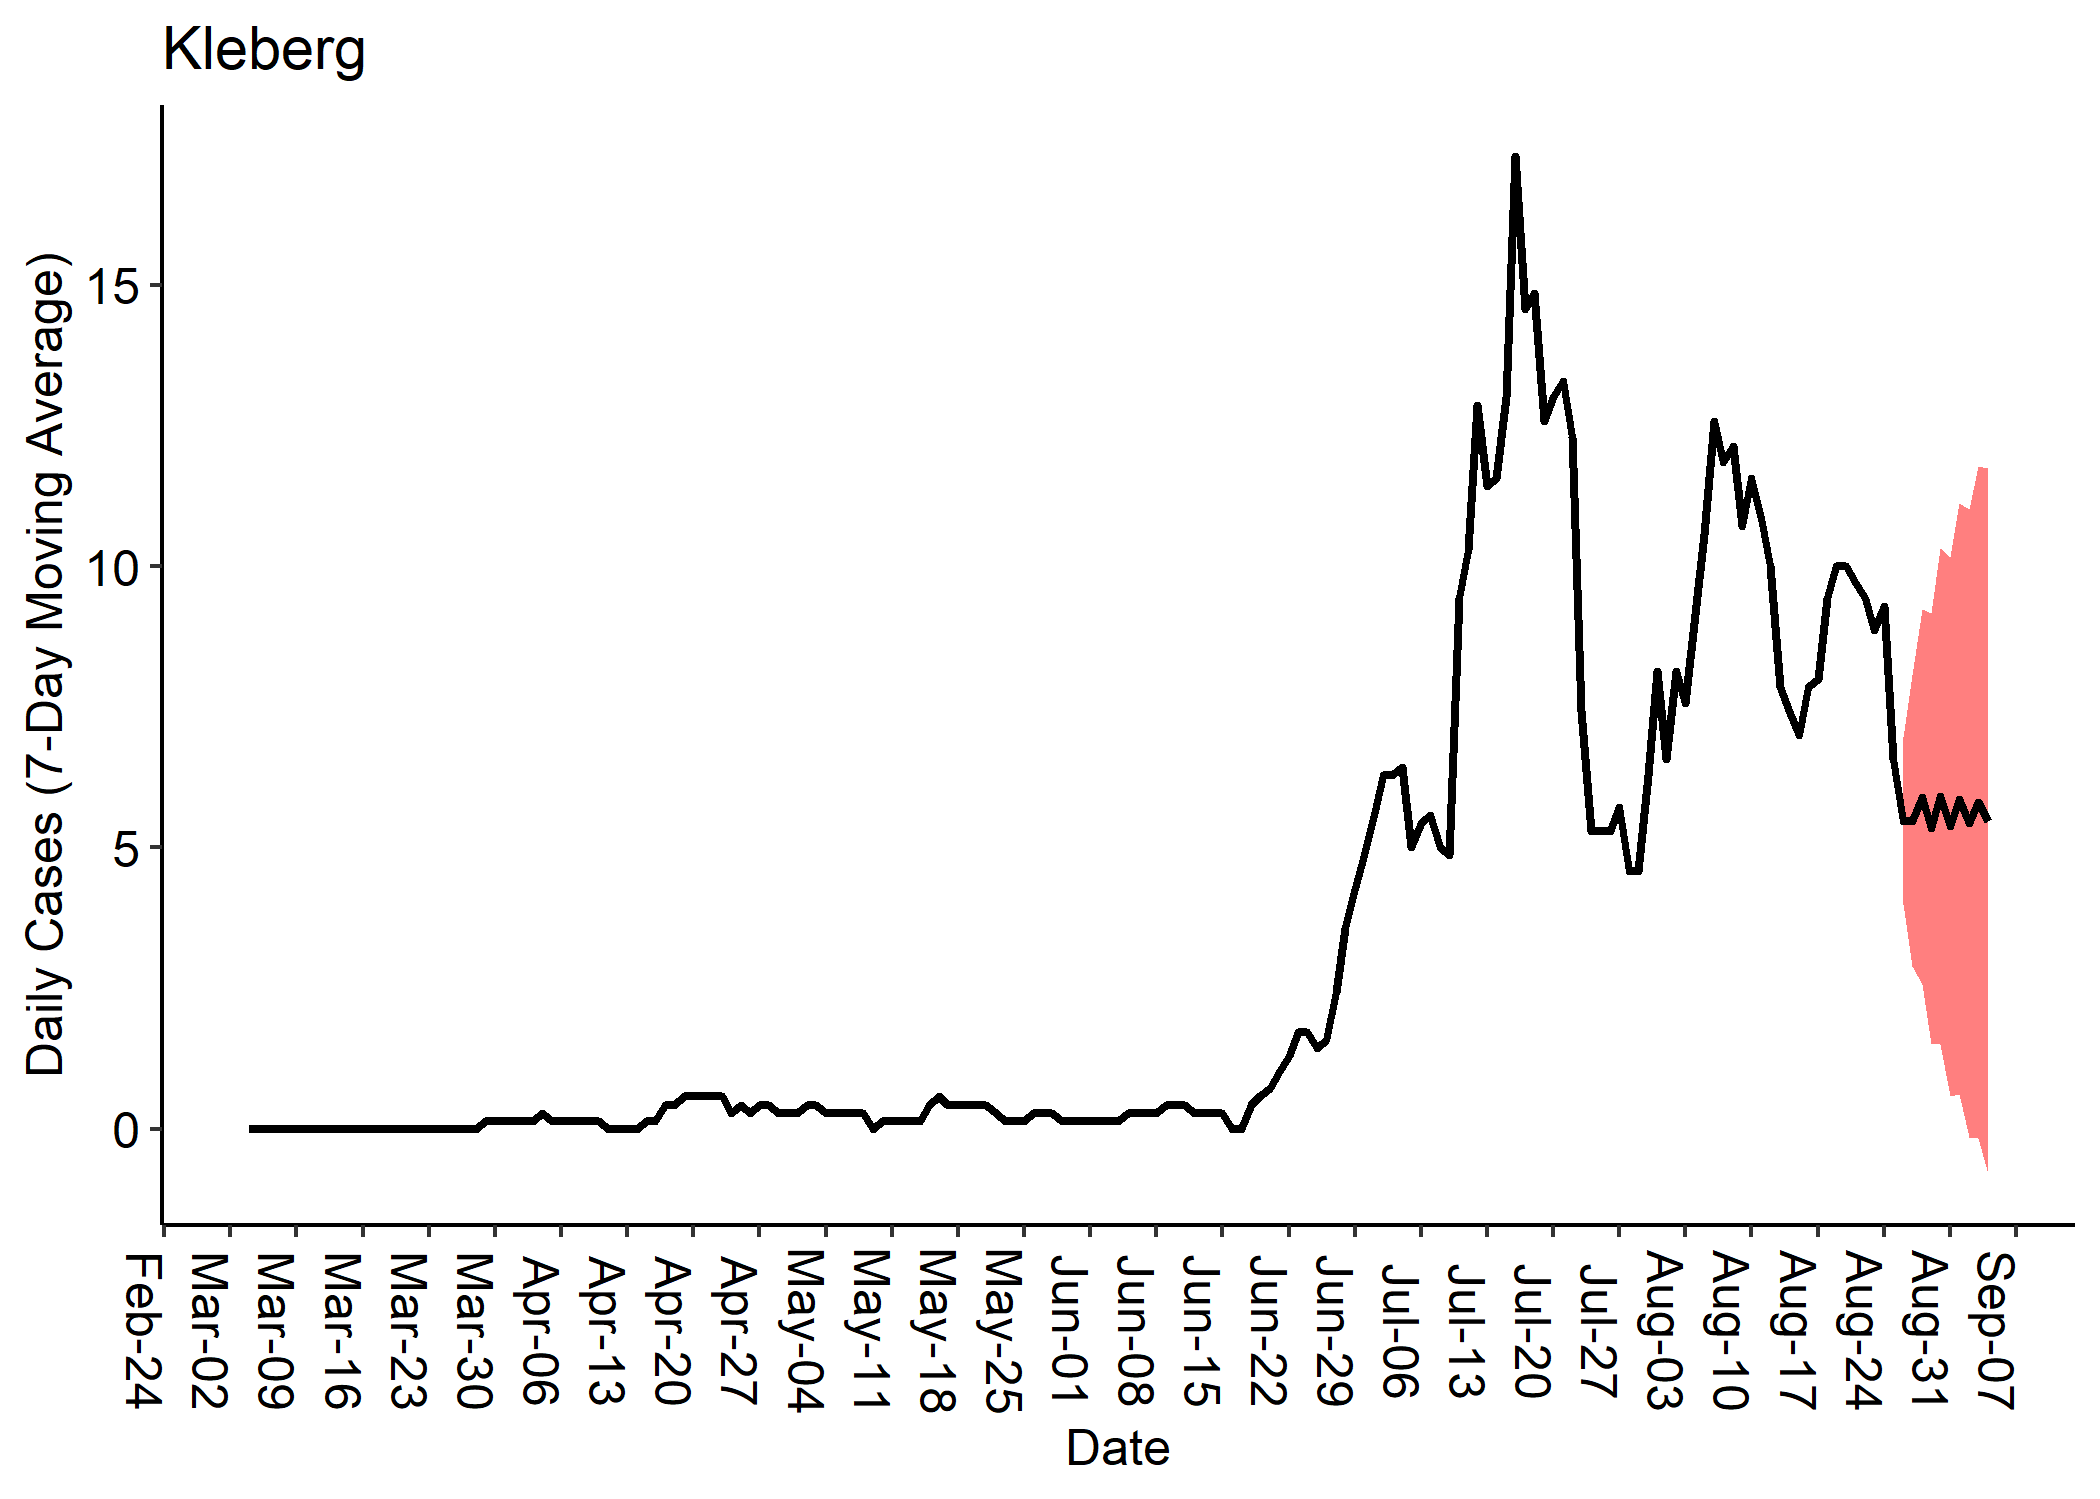 Kleberg
Daily Cases (7-Day Moving Average)
15
10
5
0
Feb-24
Mar-02
Mar-09
Mar-16
Mar-23
Mar-30
Apr-06
Apr-13
Apr-20
Apr-27
May-04
May-11
May-18
May-25
Jun-01
Jun-08
Jun-15
Jun-22
Jun-29
Jul-06
Jul-13
Jul-20
Jul-27
Aug-03
Aug-10
Aug-17
Aug-24
Aug-31
Sep-07
Date